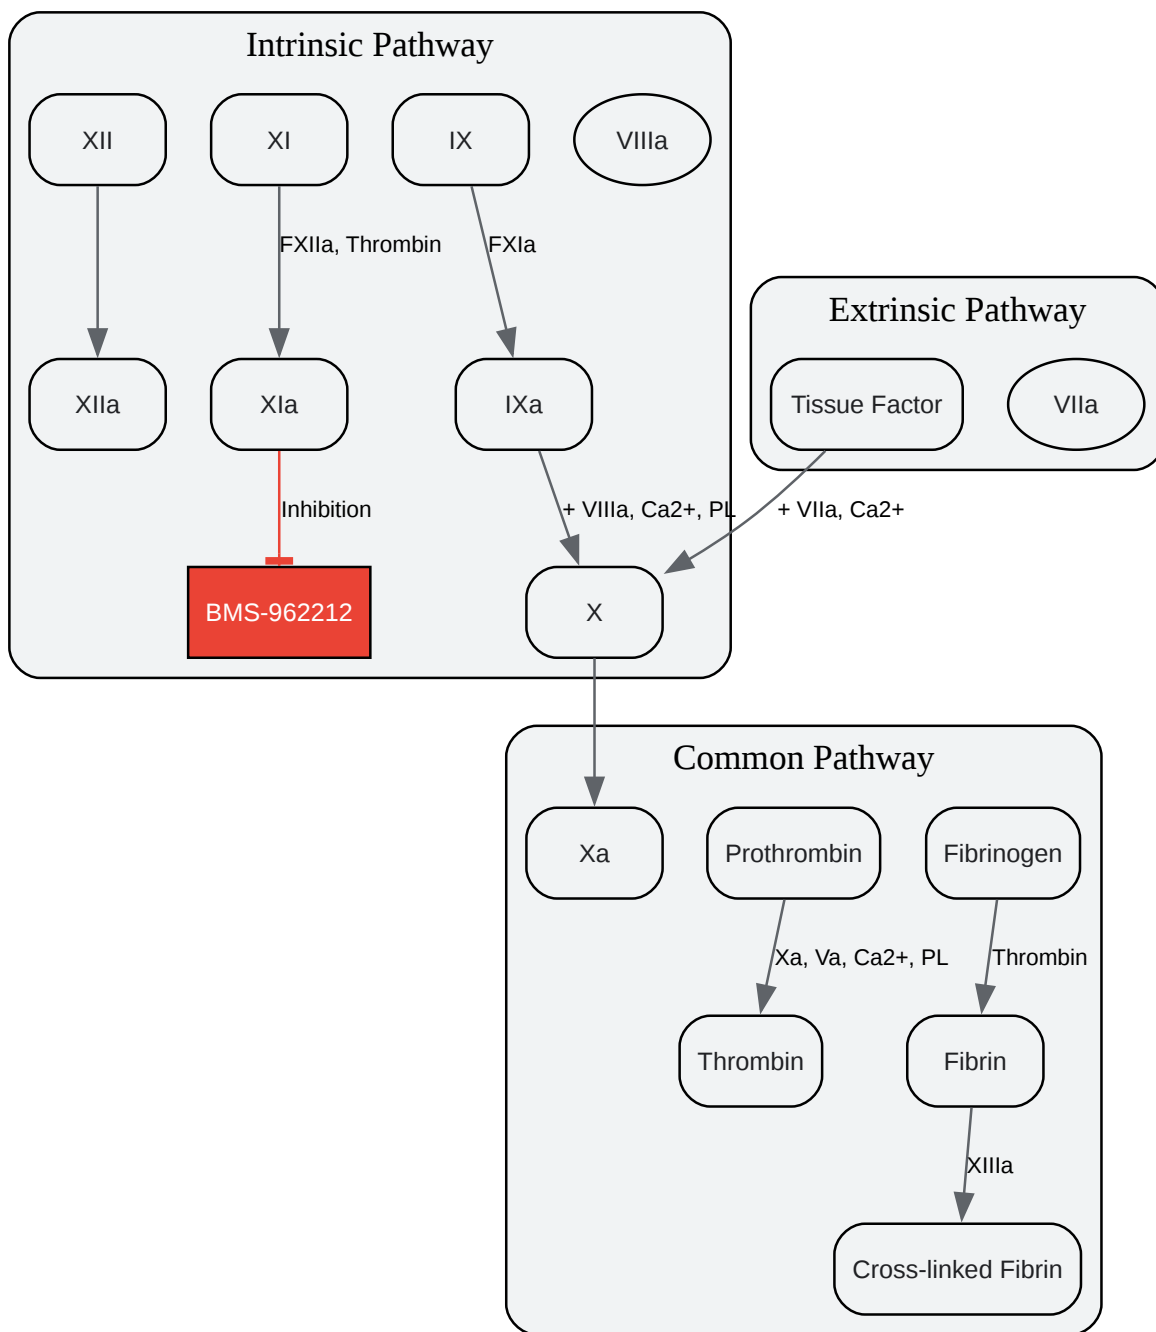 Intrinsic Pathway
XII
XI
IX
VIIIa
FXIIa, Thrombin
FXIa
XIIa
XIa
IXa
Inhibition
+ VIIIa, Ca2+, PL
BMS-962212
X
Extrinsic Pathway
Tissue Factor
VIIa
+ VIIa, Ca2+
Common Pathway
Xa
Prothrombin
Fibrinogen
Xa, Va, Ca2+, PL
Thrombin
Thrombin
Fibrin
XIIIa
Cross-linked Fibrin